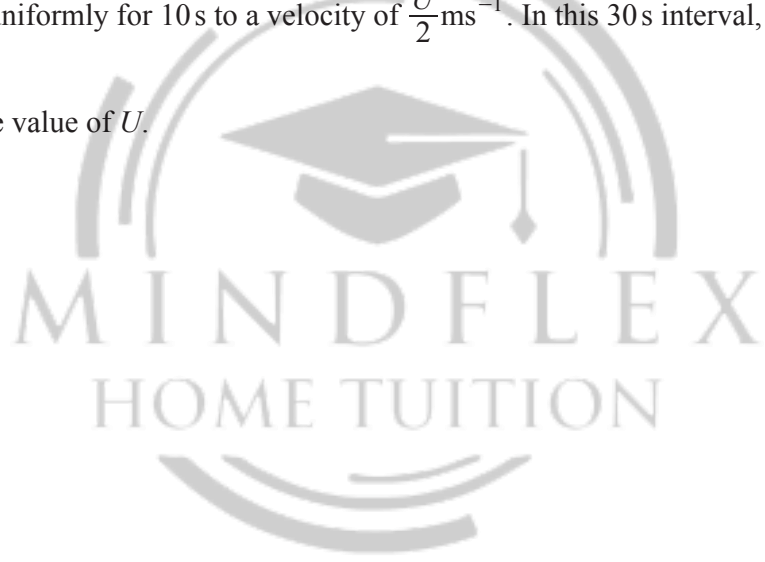 uniformly for 10 s to a velocity of U/2 ms⁻¹. In this 30 s interval,
value of U.
MINDFLEX
HOME TUITION